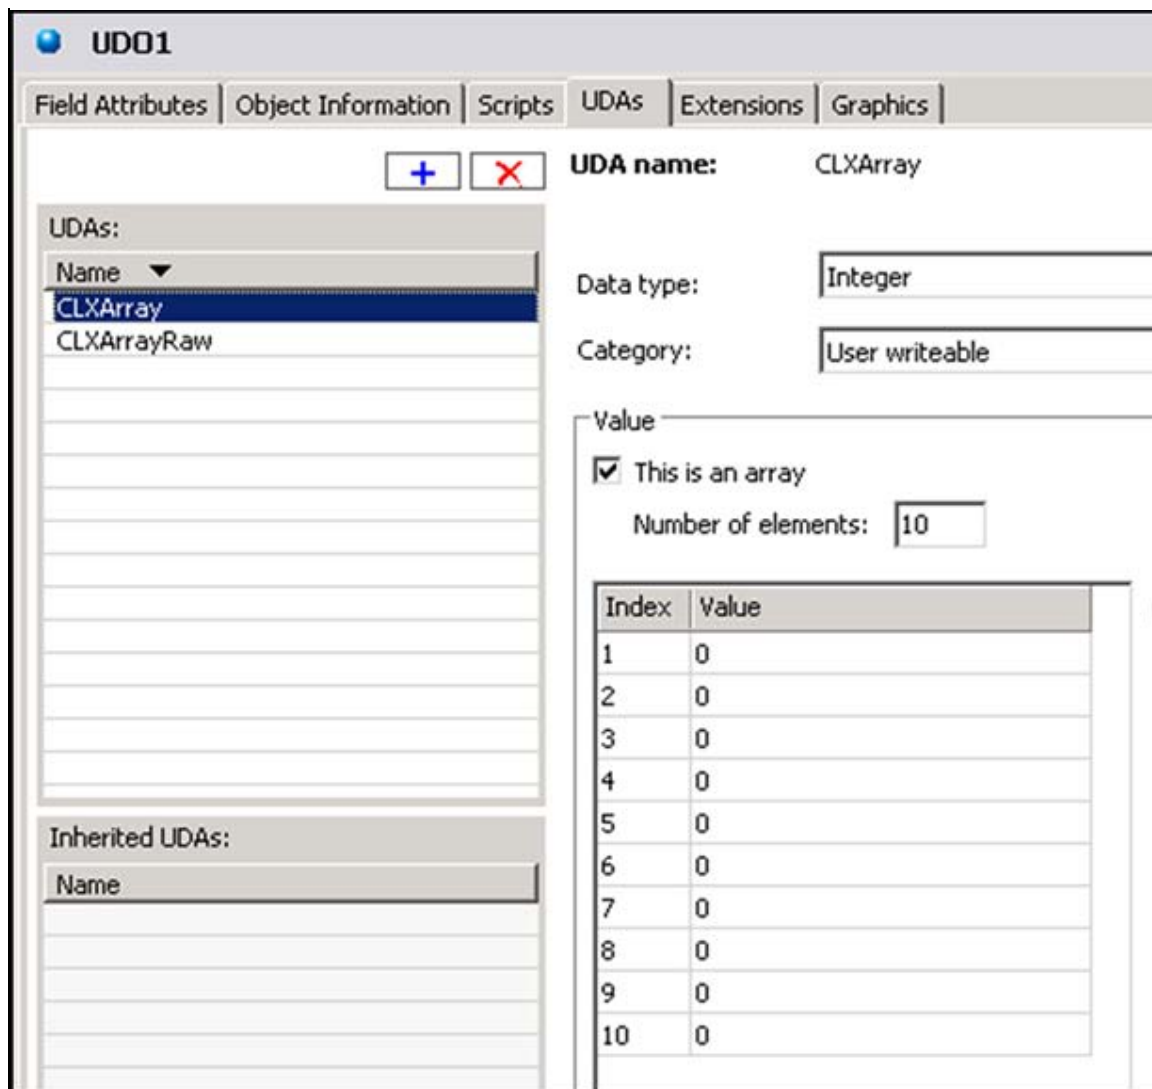 UDO1
Field Attributes Object Information Scripts UDAs Extensions Graphics
UDAs:
Name
CLXArray
CLXArrayRaw
Inherited UDAs:
Name
UDA name: CLXArray
Data type: Integer
Category: User writeable
Value
This is an array
Number of elements: 10
Index Value
1 0
2 0
3 0
4 0
5 0
6 0
7 0
8 0
9 0
10 0